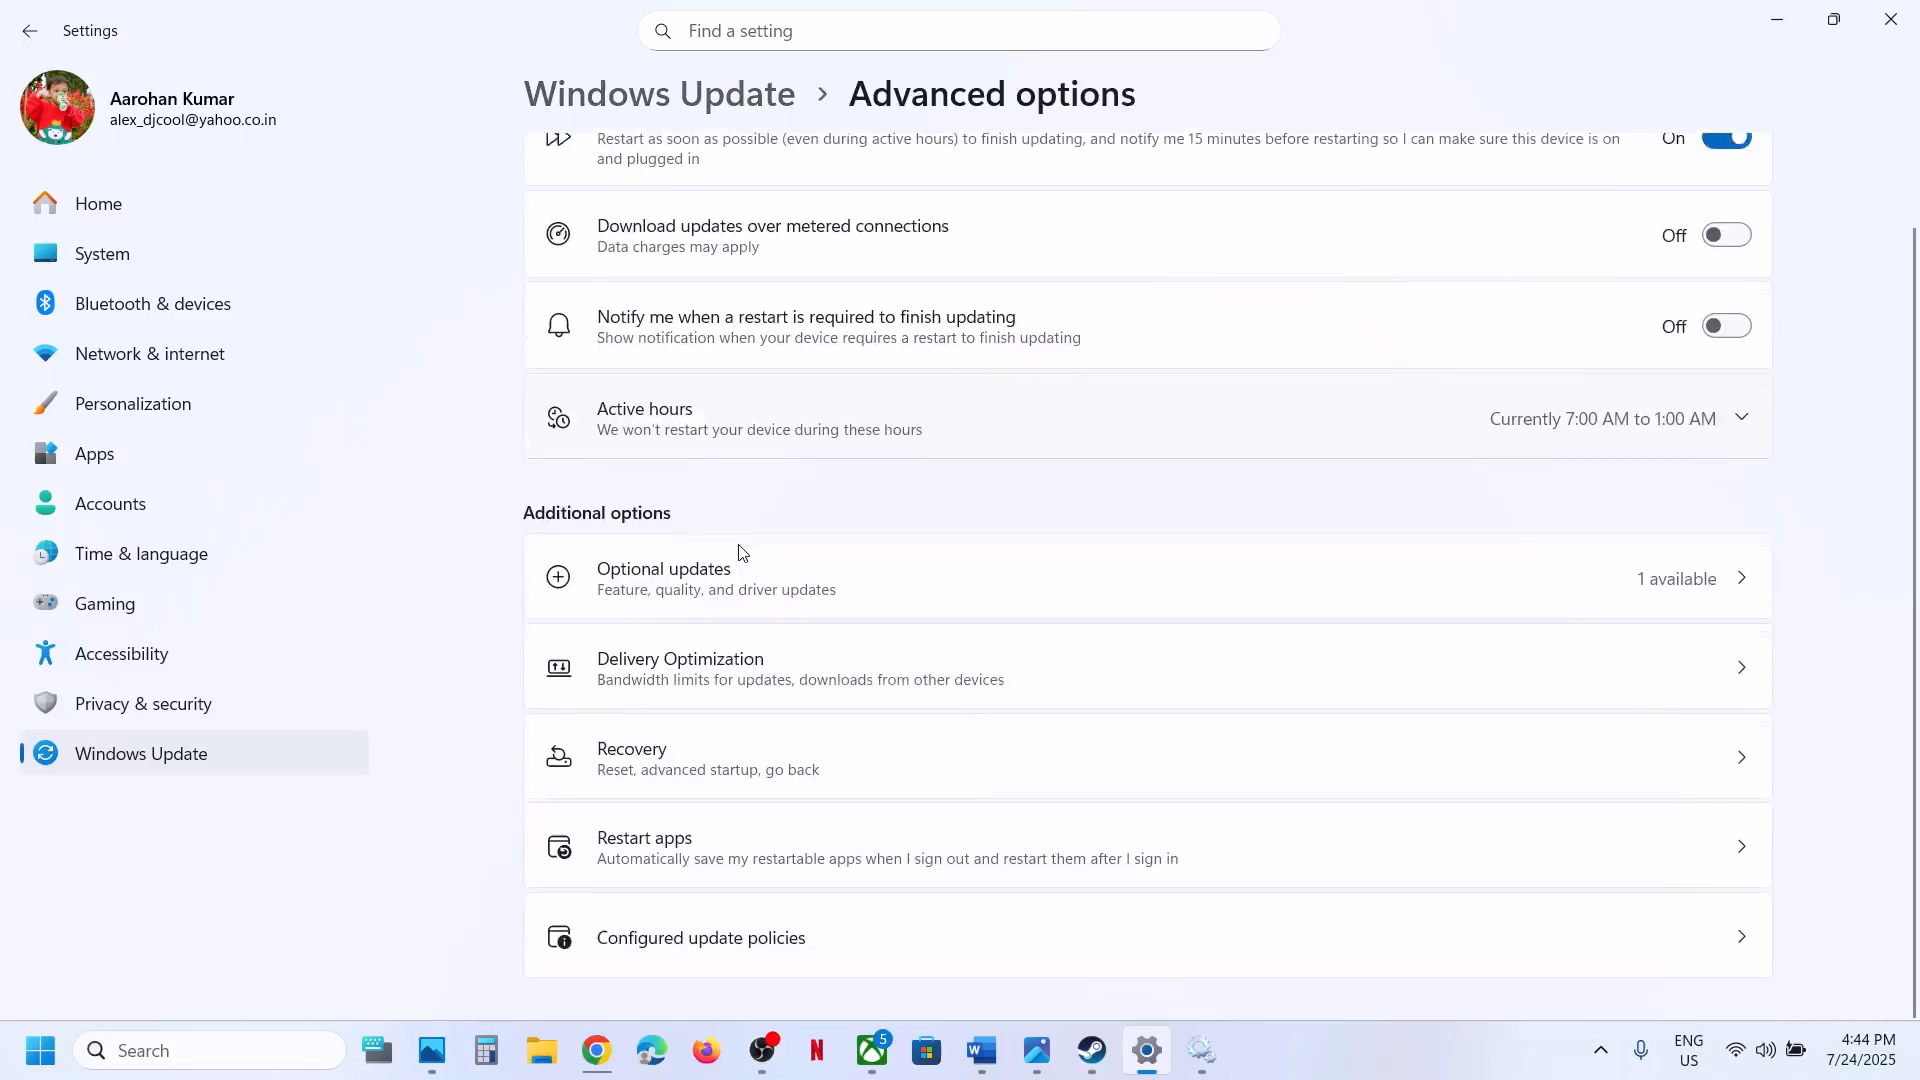 Settings
Find a setting
Aarohan Kumar
alex_djcool@yahoo.co.in
Home
System
Bluetooth & devices
Network & internet
Personalization
Apps
Accounts
Time & language
Gaming
Accessibility
Privacy & security
Windows Update
Windows Update > Advanced options
Restart as soon as possible (even during active hours) to finish updating, and notify me 15 minutes before restarting so I can make sure this device is on
and plugged in
On
Download updates over metered connections
Data charges may apply
Off
Notify me when a restart is required to finish updating
Show notification when your device requires a restart to finish updating
Off
Active hours
We won't restart your device during these hours
Currently 7:00 AM to 1:00 AM
Additional options
Optional updates
Feature, quality, and driver updates
1 available
Delivery Optimization
Bandwidth limits for updates, downloads from other devices
Recovery
Reset, advanced startup, go back
Restart apps
Automatically save my restartable apps when I sign out and restart them after I sign in
Configured update policies
Search
5
ENG
US
4:44 PM
7/24/2025